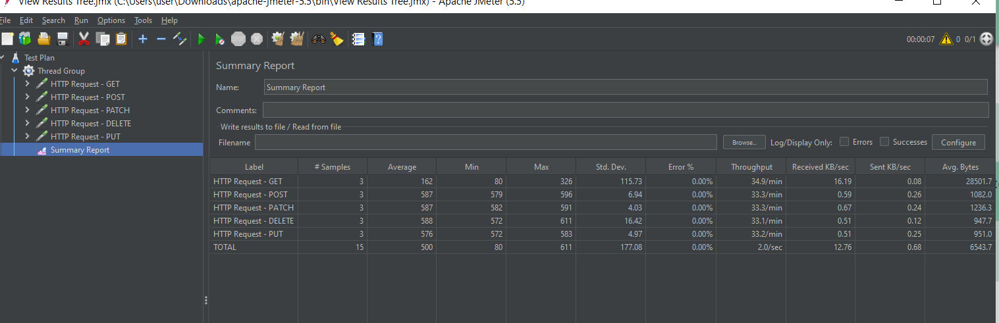 View Results Tree.jmx (C:\Users\user\Downloads\apache-jmeter-5.5\bin\View Results Tree.jmx) - Apache JMeter (5.5)
File Edit Search Run Options Tools Help
STOP 00:00:07 0 0/1
Test Plan
Thread Group
HTTP Request - GET
HTTP Request - POST
HTTP Request - PATCH
HTTP Request - DELETE
HTTP Request - PUT
Summary Report
Summary Report
Name: Summary Report
Comments:
Write results to file / Read from file
Filename Browse... Log/Display Only: Errors Successes Configure
Label # Samples Average Min Max Std. Dev. Error % Throughput Received KB/sec Sent KB/sec Avg. Bytes
HTTP Request - GET 3 162 80 326 115.73 0.00% 34.9/min 16.19 0.08 28501.7
HTTP Request - POST 3 587 579 596 6.94 0.00% 33.3/min 0.59 0.26 1082.0
HTTP Request - PATCH 3 587 582 591 4.03 0.00% 33.3/min 0.67 0.24 1236.3
HTTP Request - DELETE 3 588 572 611 16.42 0.00% 33.1/min 0.51 0.12 947.7
HTTP Request - PUT 3 576 572 583 4.97 0.00% 33.2/min 0.51 0.25 951.0
TOTAL 15 500 80 611 177.08 0.00% 2.0/sec 12.76 0.68 6543.7